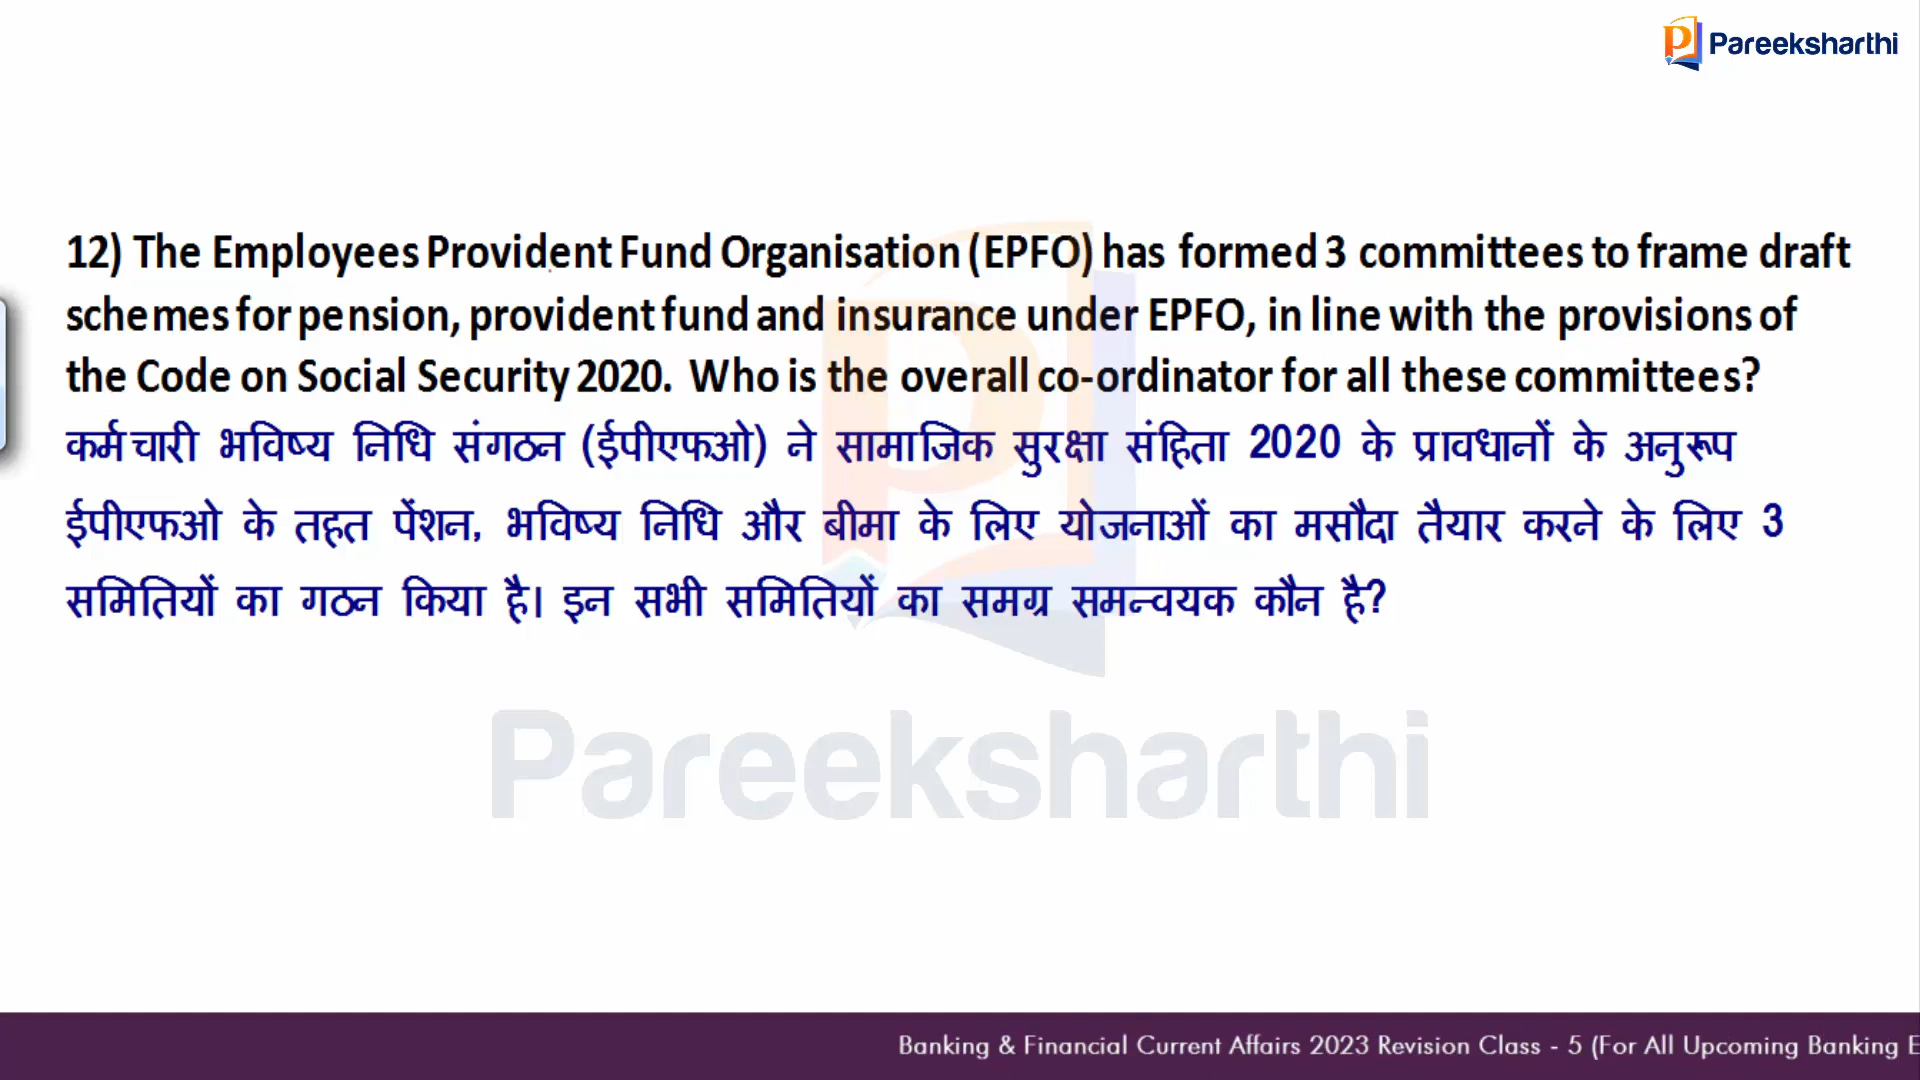 Pareeksharthi
12) The Employees Provident Fund Organisation (EPFO) has formed 3 committees to frame draft
schemes for pension, provident fund and insurance under EPFO, in line with the provisions of
the Code on Social Security 2020. Who is the overall co-ordinator for all these committees?
कर्मचारी भविष्य निधि संगठन (ईपीएफओ) ने सामाजिक सुरक्षा संहिता 2020 के प्रावधानों के अनुरूप
ईपीएफओ के तहत पेंशन, भविष्य निधि और बीमा के लिए योजनाओं का मसौदा तैयार करने के लिए 3
समितियों का गठन किया है। इन सभी समितियों का समग्र समन्वयक कौन है?
Pareeksharthi
Banking & Financial Current Affairs 2023 Revision Class - 5 (For All Upcoming Banking E